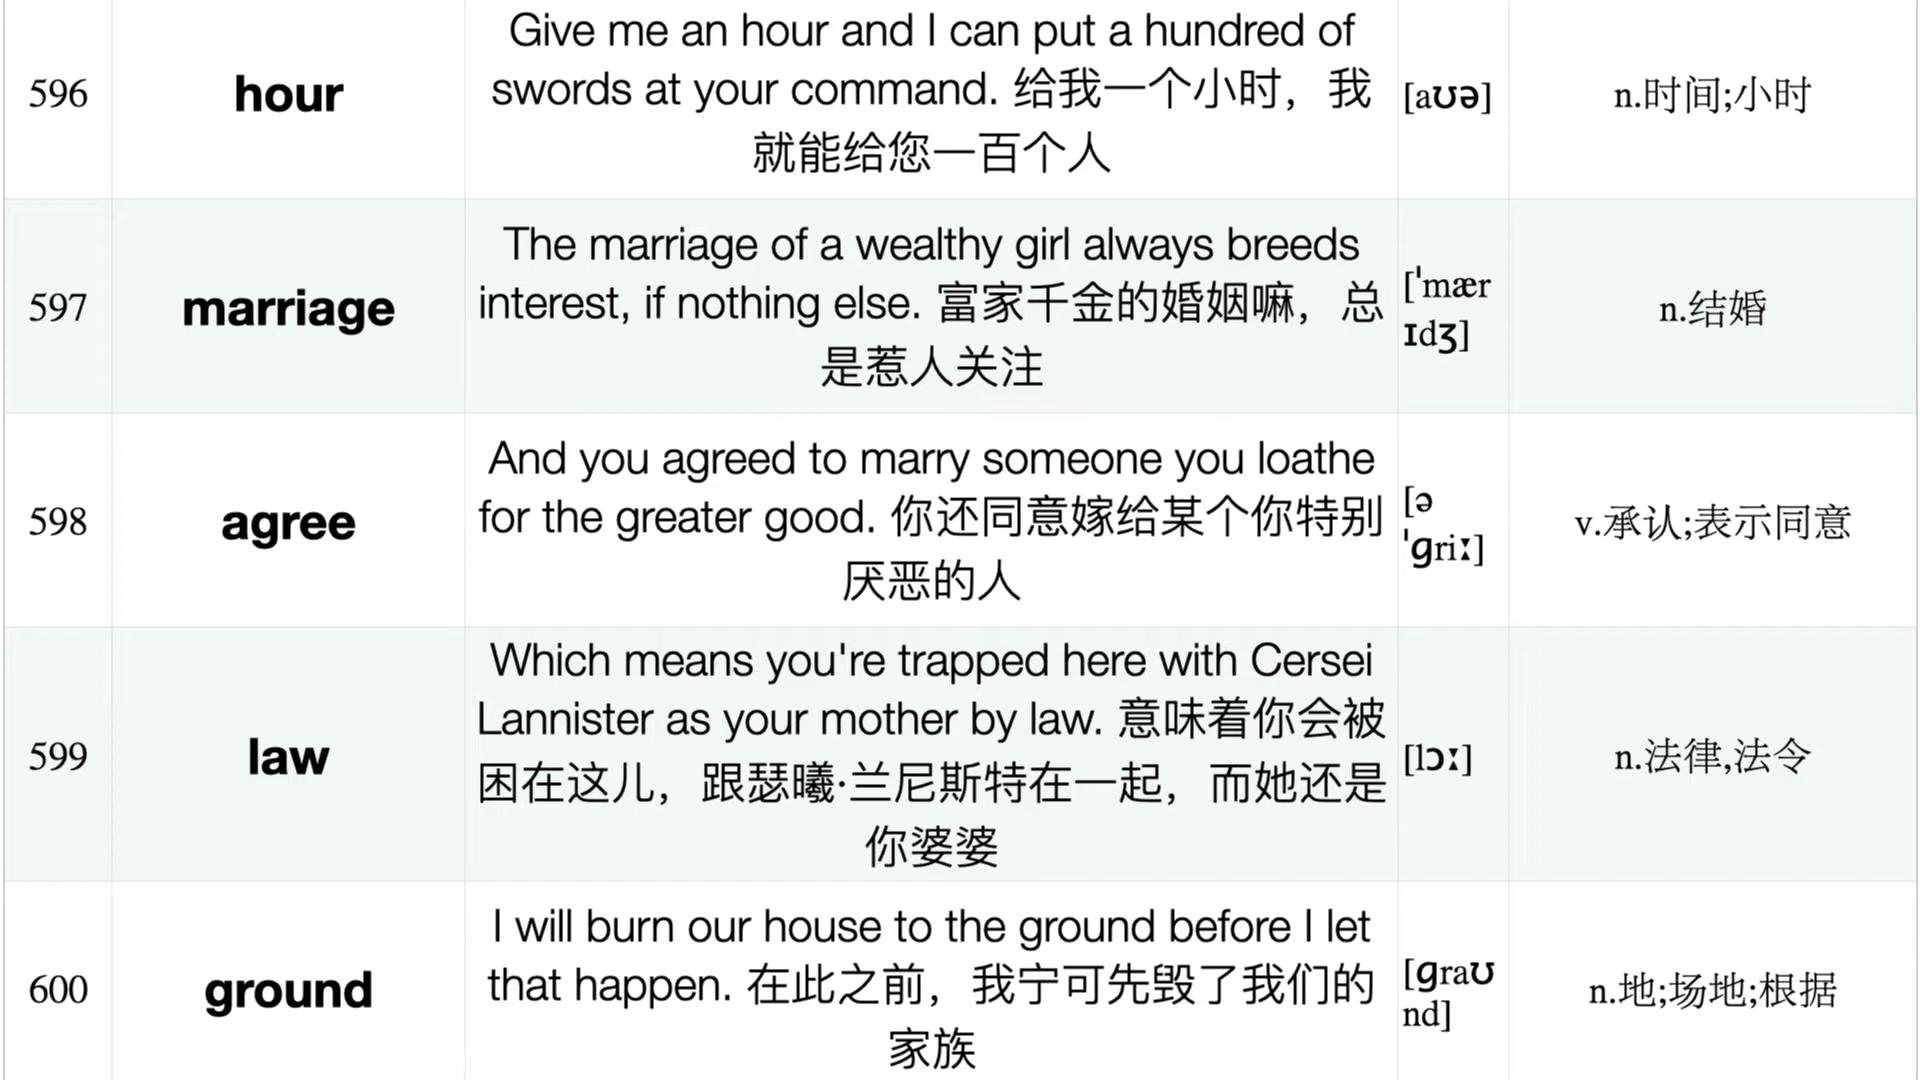 Give me an hour and I can put a hundred of
596 hour swords at your command. 给我一个小时，我 [aʊə] n.时间;小时
就能给您一百个人
The marriage of a wealthy girl always breeds
597 marriage interest, if nothing else. 富家千金的婚姻嘛，总 [ˈmær n.结婚
ɪdʒ]
是惹人关注
And you agreed to marry someone you loathe
598 agree for the greater good. 你还同意嫁给某个你特别 [ə v.承认;表示同意
ˈɡriː]
厌恶的人
Which means you're trapped here with Cersei
Lannister as your mother by law. 意味着你会被
599 law 困在这儿，跟瑟曦·兰尼斯特在一起，而她还是 [lɔː] n.法律,法令
你婆婆
I will burn our house to the ground before I let
600 ground that happen. 在此之前，我宁可先毁了我们的 [ɡraʊ n.地;场地;根据
nd]
家族